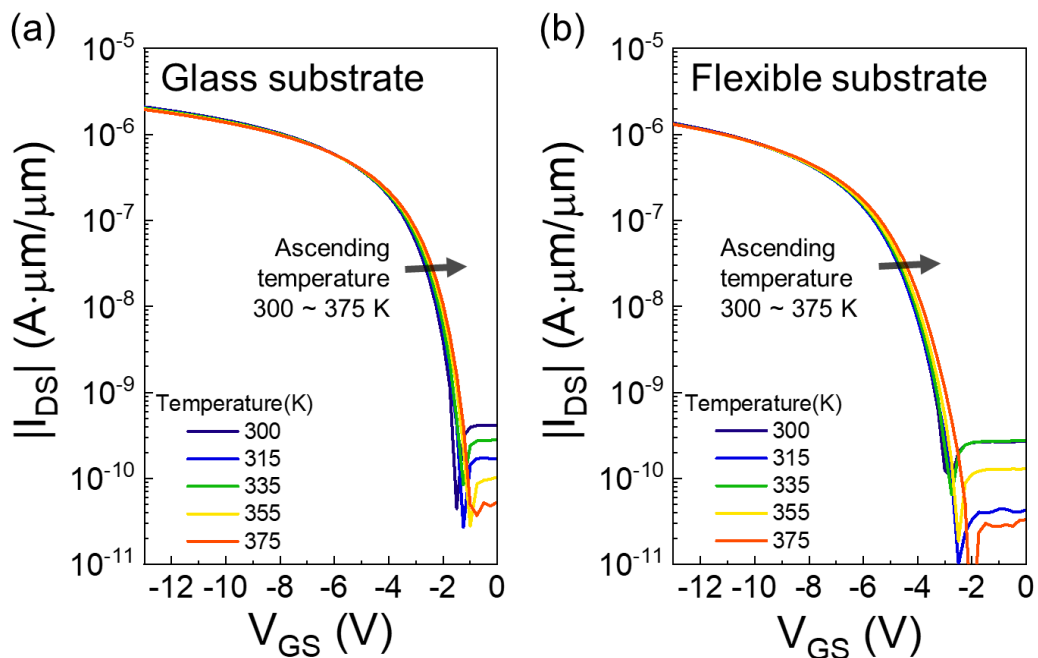 (a)
Glass substrate
|I_DS| (A·μm/μm)
10^-5
10^-6
10^-7
10^-8
10^-9
10^-10
10^-11
Ascending
temperature
300 ~ 375 K
Temperature(K)
300
315
335
355
375
-12 -10 -8 -6 -4 -2 0
V_GS (V)
(b)
Flexible substrate
|I_DS| (A·μm/μm)
10^-5
10^-6
10^-7
10^-8
10^-9
10^-10
10^-11
Ascending
temperature
300 ~ 375 K
Temperature(K)
300
315
335
355
375
-12 -10 -8 -6 -4 -2 0
V_GS (V)